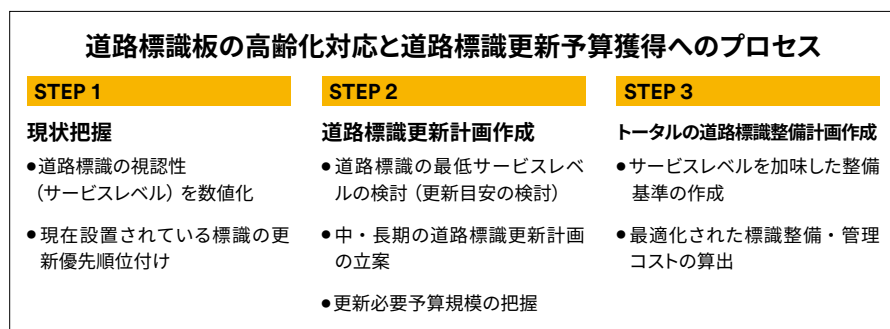 道路標識板の高齢化対応と道路標識更新予算獲得へのプロセス
STEP 1
現状把握
●道路標識の視認性
（サービスレベル）を数値化
●現在設置されている標識の更
新優先順位付け
STEP 2
道路標識更新計画作成
●道路標識の最低サービスレベ
ルの検討（更新目安の検討）
●中・長期の道路標識更新計画
の立案
●更新必要予算規模の把握
STEP 3
トータルの道路標識整備計画作成
●サービスレベルを加味した整備
基準の作成
●最適化された標識整備・管理
コストの算出